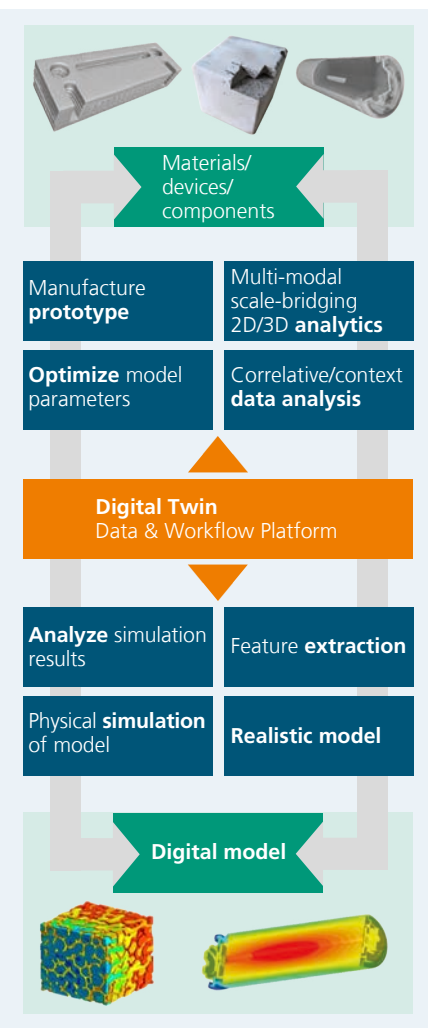 Materials/
devices/
components
Manufacture
prototype
Multi-modal
scale-bridging
2D/3D analytics
Optimize model
parameters
Correlative/context
data analysis
Digital Twin
Data & Workflow Platform
Analyze simulation
results
Feature extraction
Physical simulation
of model
Realistic model
Digital model